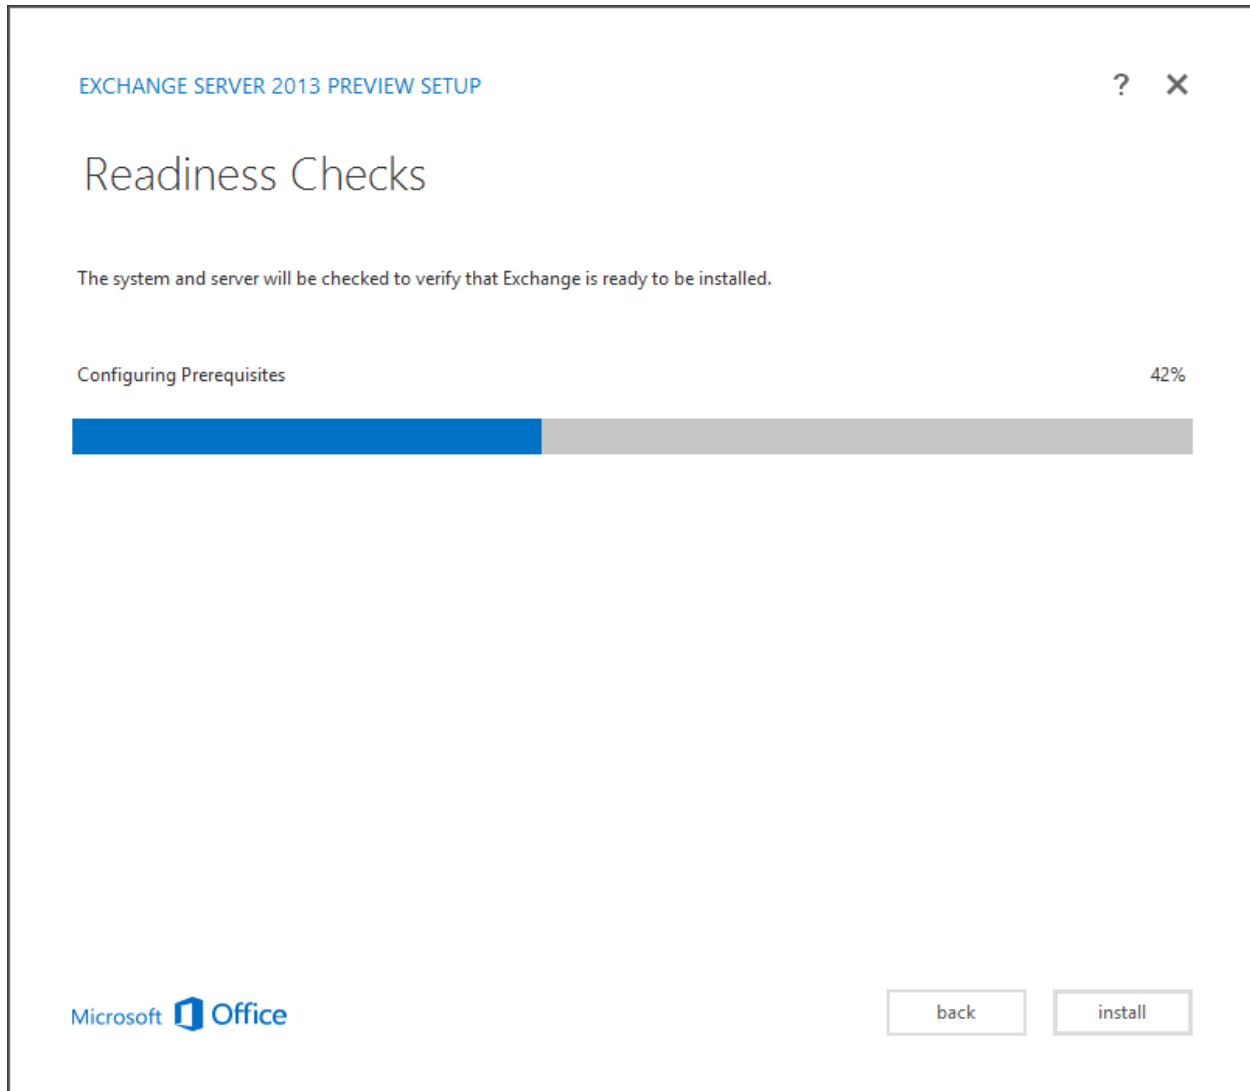 EXCHANGE SERVER 2013 PREVIEW SETUP
?
Readiness Checks
The system and server will be checked to verify that Exchange is ready to be installed.
Configuring Prerequisites 42%
Microsoft Office
back install